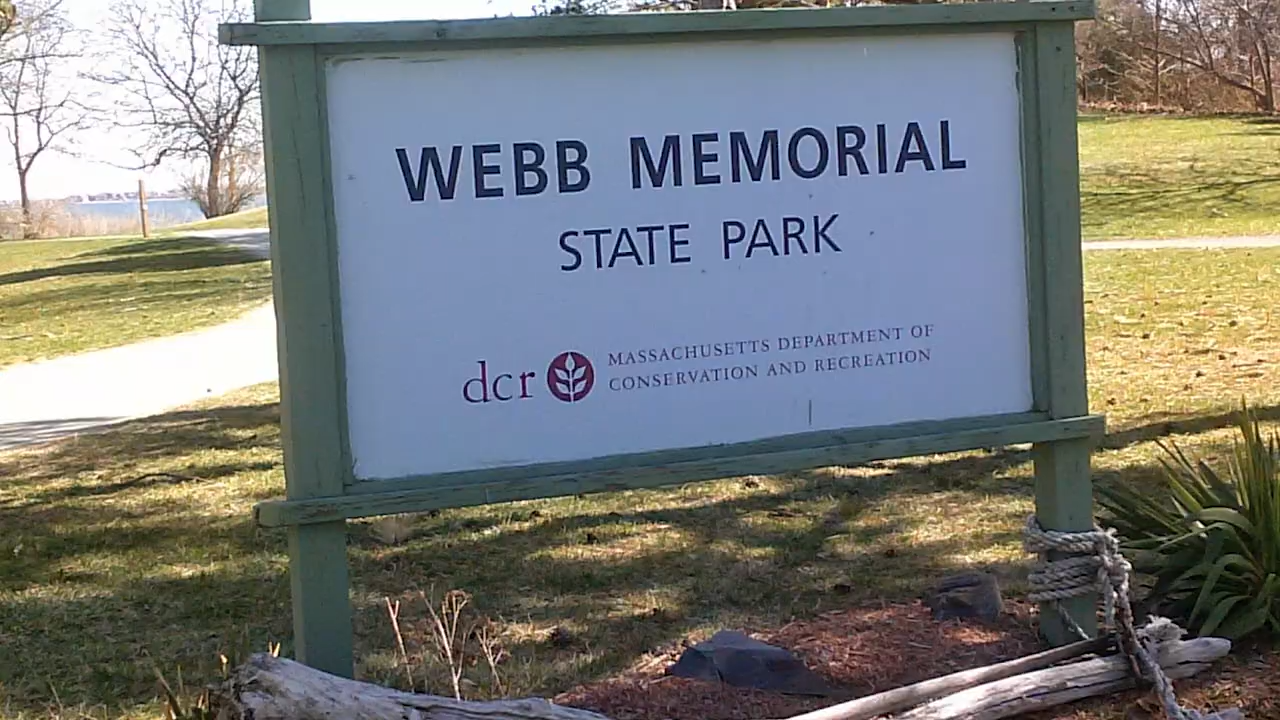 WEBB MEMORIAL
STATE PARK
dcr
MASSACHUSETTS DEPARTMENT OF
CONSERVATION AND RECREATION